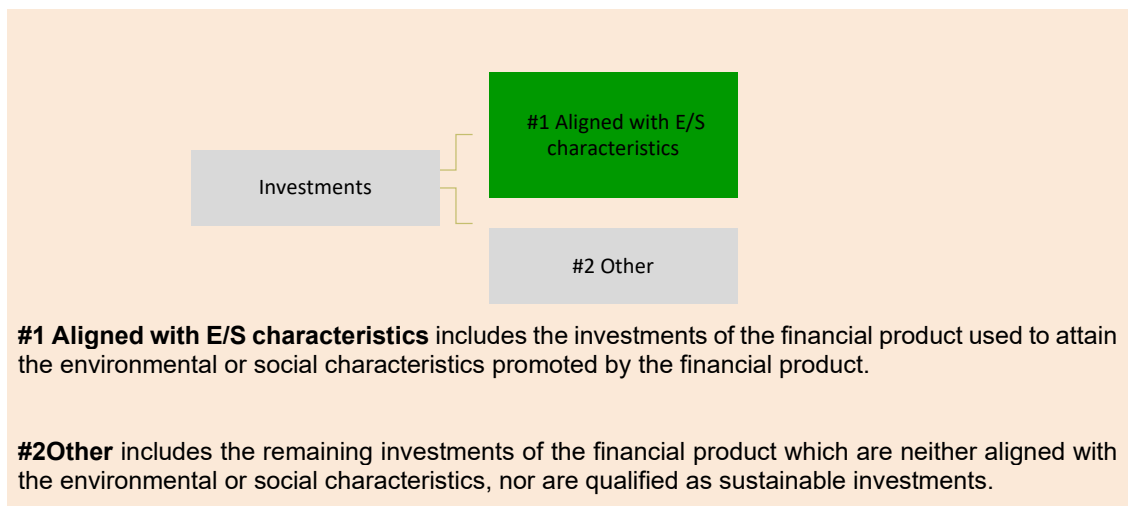 #1 Aligned with E/S
characteristics
Investments
#2 Other
#1 Aligned with E/S characteristics includes the investments of the financial product used to attain
the environmental or social characteristics promoted by the financial product.
#2Other includes the remaining investments of the financial product which are neither aligned with
the environmental or social characteristics, nor are qualified as sustainable investments.